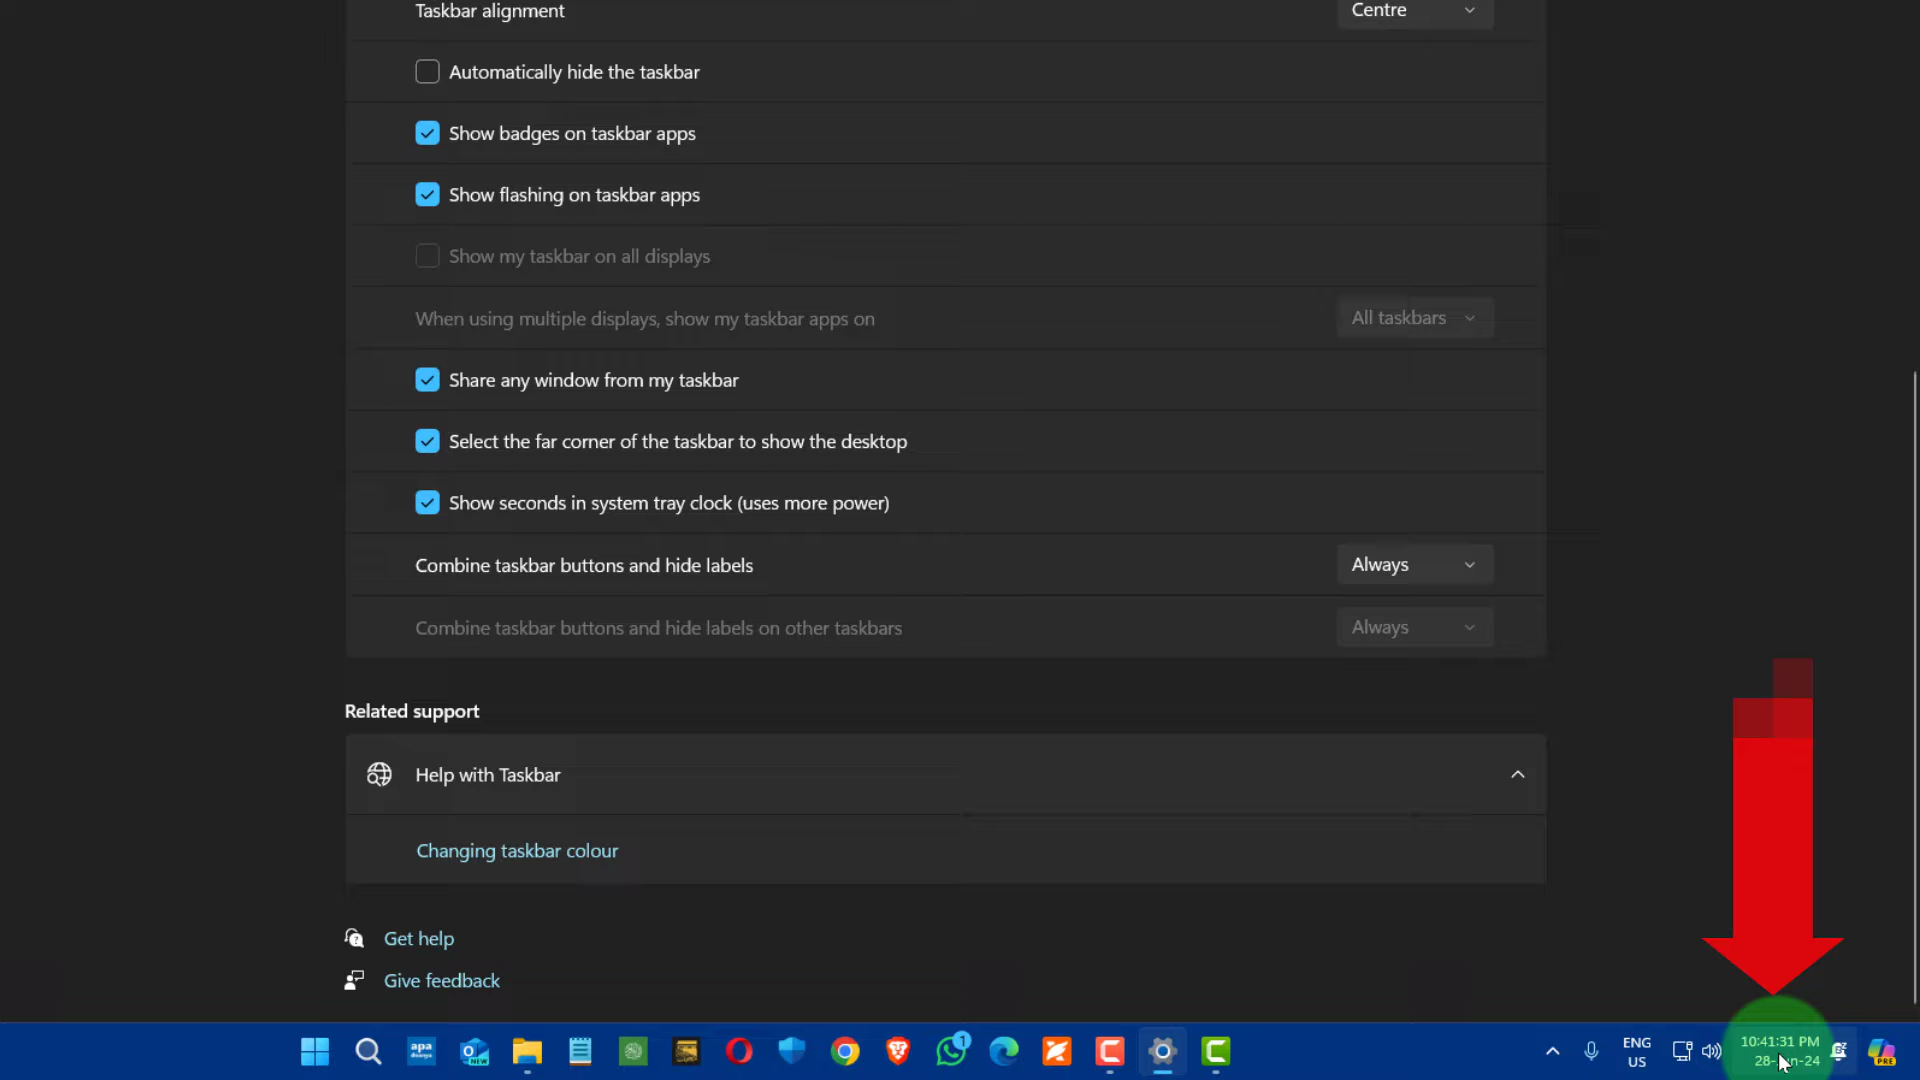 Taskbar alignment
Centre
Automatically hide the taskbar
Show badges on taskbar apps
Show flashing on taskbar apps
Show my taskbar on all displays
When using multiple displays, show my taskbar apps on
All taskbars
Share any window from my taskbar
Select the far corner of the taskbar to show the desktop
Show seconds in system tray clock (uses more power)
Combine taskbar buttons and hide labels
Always
Combine taskbar buttons and hide labels on other taskbars
Always
Related support
Help with Taskbar
Changing taskbar colour
Get help
Give feedback
apa
NEW
1
ENG
US
10:41:31 PM
PRE